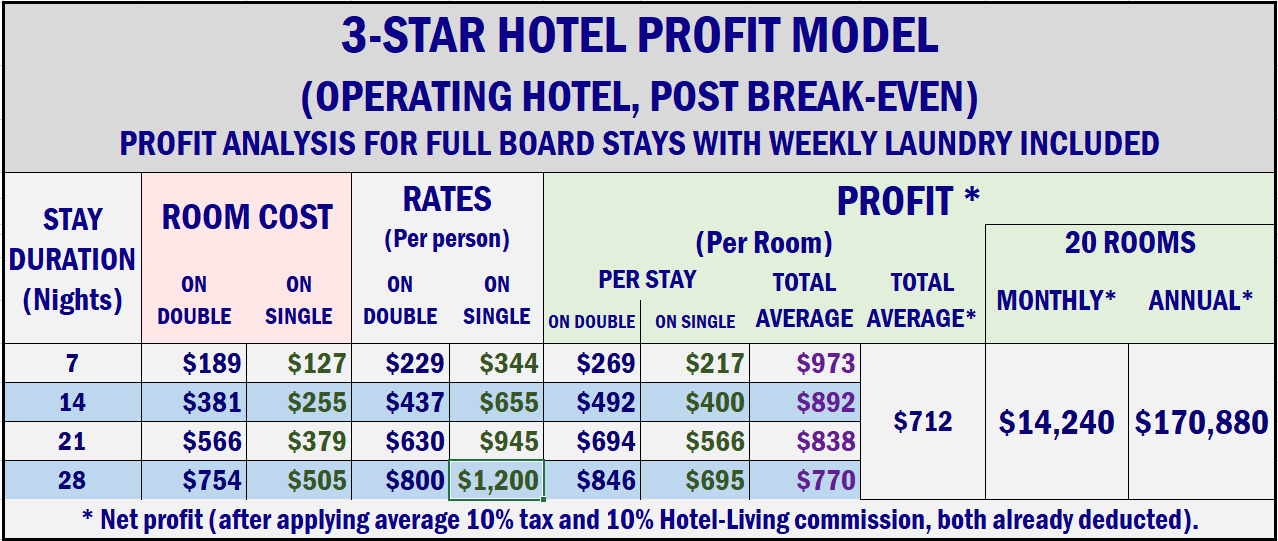 3-STAR HOTEL PROFIT MODEL
(OPERATING HOTEL, POST BREAK-EVEN)
PROFIT ANALYSIS FOR FULL BOARD STAYS WITH WEEKLY LAUNDRY INCLUDED
STAY DURATION (Nights)
ROOM COST
ON DOUBLE
ON SINGLE
RATES
(Per person)
ON DOUBLE
ON SINGLE
PROFIT *
(Per Room)
PER STAY
ON DOUBLE
ON SINGLE
TOTAL AVERAGE
TOTAL AVERAGE*
20 ROOMS
MONTHLY*
ANNUAL*
7 $189 $127 $229 $344 $269 $217 $973
14 $381 $255 $437 $655 $492 $400 $892
21 $566 $379 $630 $945 $694 $566 $838
28 $754 $505 $800 $1,200 $846 $695 $770
$712 $14,240 $170,880
* Net profit (after applying average 10% tax and 10% Hotel-Living commission, both already deducted).